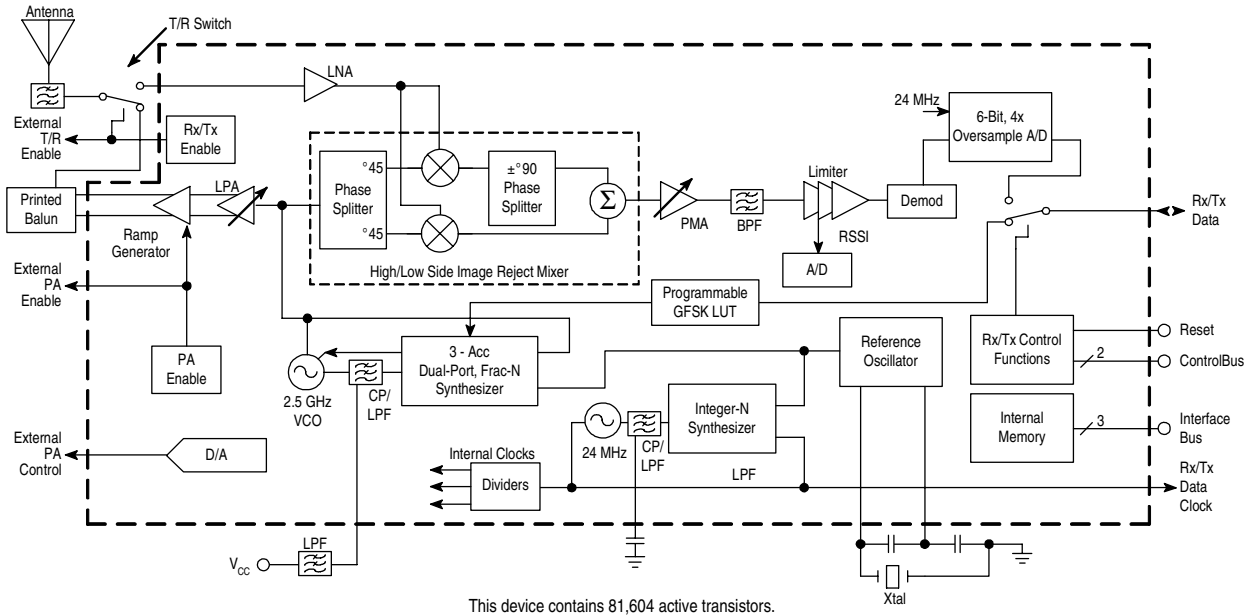 Antenna
T/R Switch
LNA
24 MHz
6-Bit, 4x
Oversample A/D
External
T/R
Enable
Rx/Tx
Enable
Printed
Balun
LPA
Ramp
Generator
Phase
Splitter
°45
°45
±°90
Phase
Splitter
Σ
High/Low Side Image Reject Mixer
PMA
BPF
Limiter
RSSI
A/D
Demod
Rx/Tx
Data
External
PA
Enable
PA
Enable
Programmable
GFSK LUT
3 - Acc
Dual-Port, Frac-N
Synthesizer
2.5 GHz
VCO
CP/
LPF
Reference
Oscillator
Rx/Tx Control
Functions
Reset
2
ControlBus
Integer-N
Synthesizer
24 MHz
CP/
LPF
Internal
Memory
3
Interface
Bus
External
PA
Control
D/A
Internal Clocks
Dividers
LPF
Rx/Tx
Data
Clock
VCC
LPF
Xtal
This device contains 81,604 active transistors.